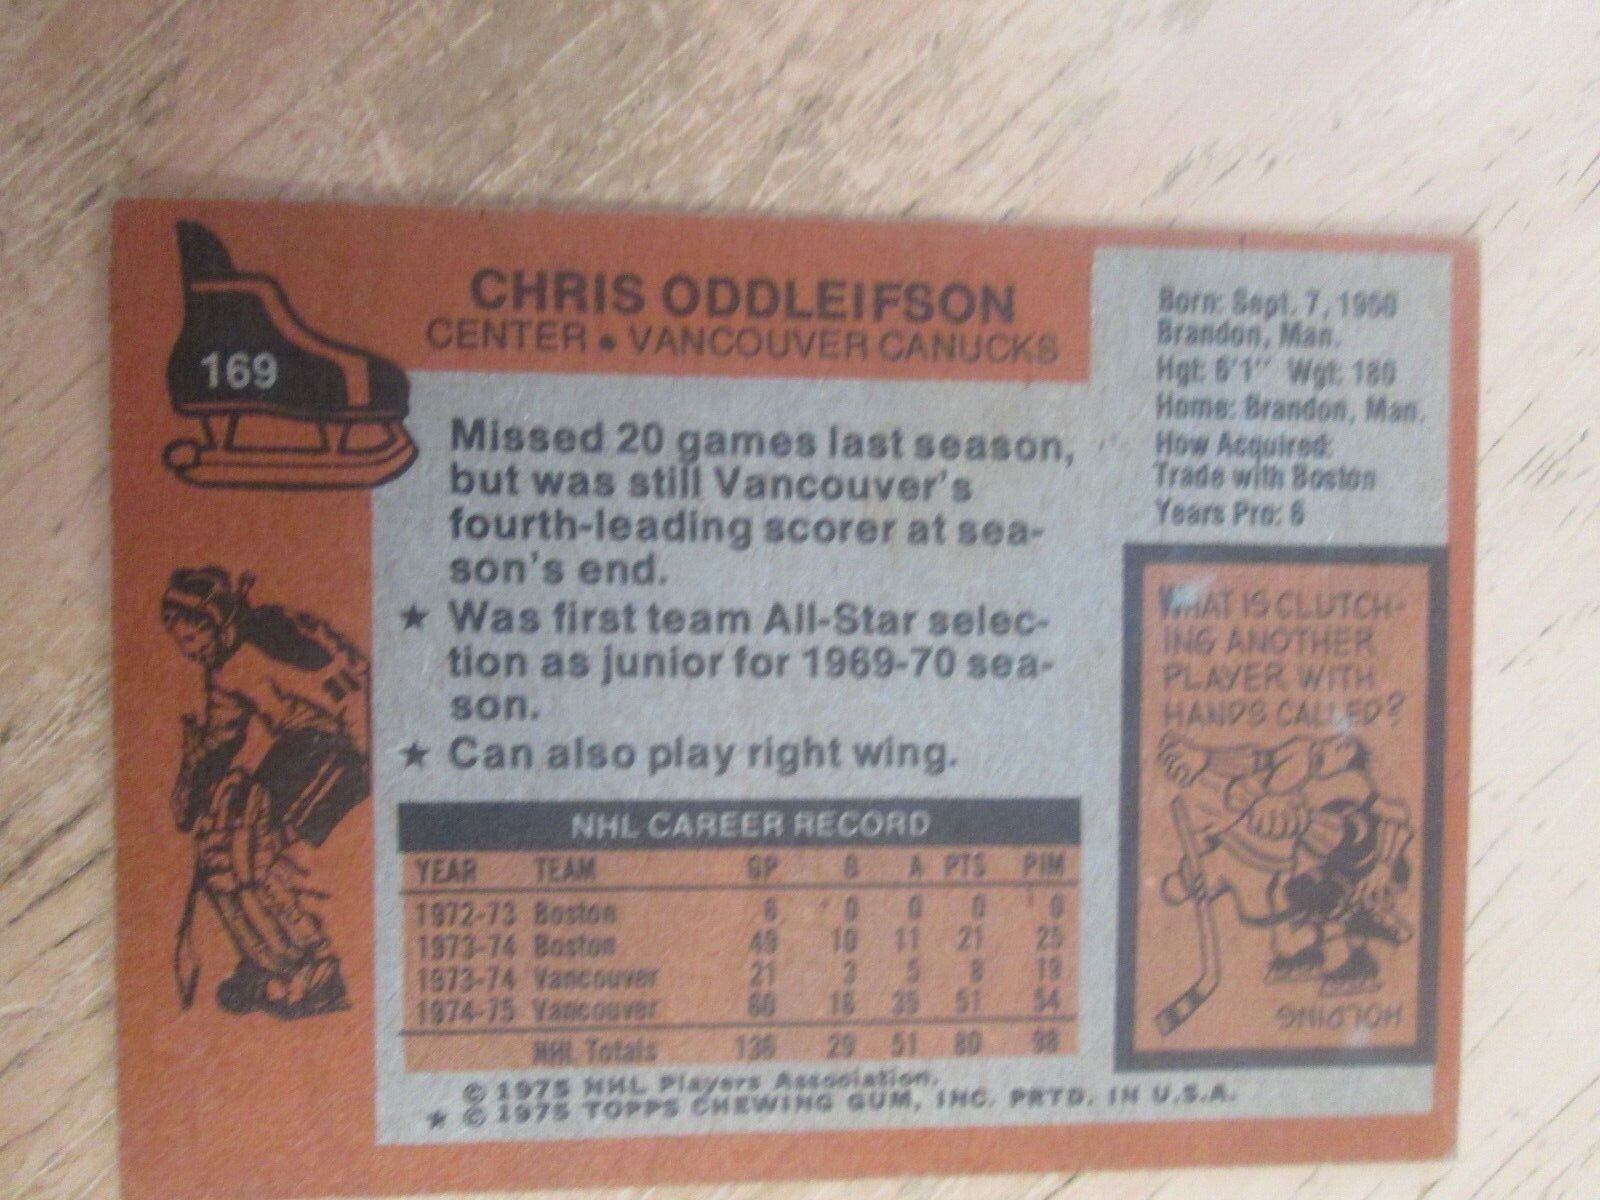 169
CHRIS ODDLEIFSON
CENTER • VANCOUVER CANUCKS
Born: Sept. 7, 1950
Brandon, Man.
Hgt: 6'1" Wgt: 180
Home: Brandon, Man.
How Acquired:
Trade with Boston
Years Pro: 6
Missed 20 games last season,
but was still Vancouver's
fourth-leading scorer at sea-
son's end.
★ Was first team All-Star selec-
tion as junior for 1969-70 sea-
son.
★ Can also play right wing.
NHL CAREER RECORD
YEAR TEAM GP G A PTS PIM
1972-73 Boston 6 0 0 0 0
1973-74 Boston 49 10 11 21 25
1973-74 Vancouver 21 3 5 8 19
1974-75 Vancouver 60 16 35 51 54
NHL Totals 136 29 51 80 98
WHAT IS CLUTCH-
ING ANOTHER
PLAYER WITH
HANDS CALLED?
HOLDING
© 1975 NHL Players Association.
★ © 1975 TOPPS CHEWING GUM, INC. PRTD. IN U.S.A.